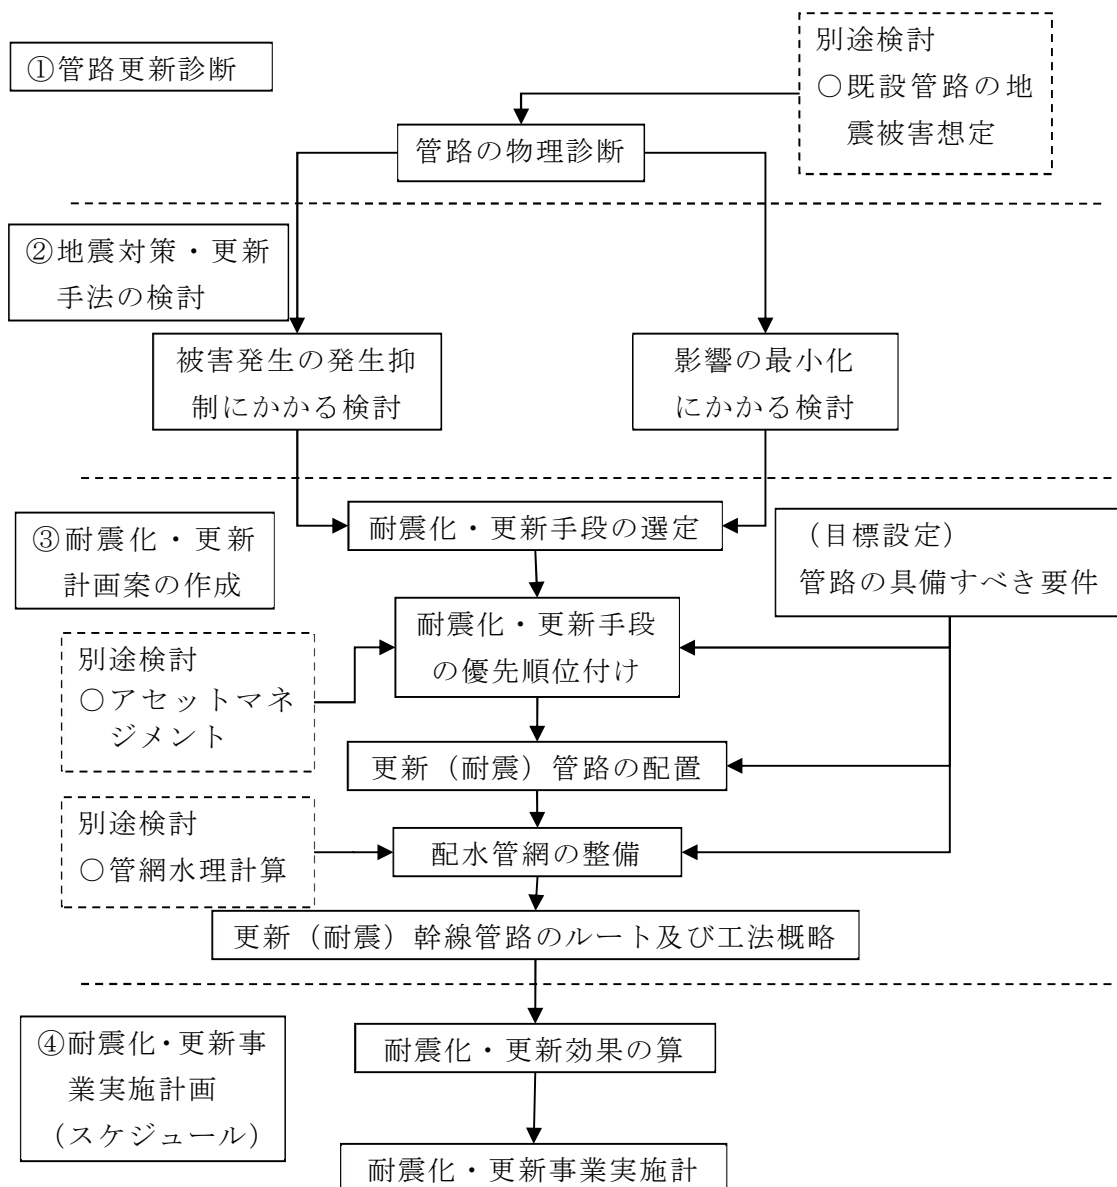 ①管路更新診断
別途検討
○既設管路の地
震被害想定
管路の物理診断
②地震対策・更新
手法の検討
被害発生の発生抑
制にかかる検討
影響の最小化
にかかる検討
③耐震化・更新
計画案の作成
耐震化・更新手段の選定
（目標設定）
管路の具備すべき要件
耐震化・更新手段
の優先順位付け
別途検討
○アセットマネ
ジメント
更新（耐震）管路の配置
別途検討
○管網水理計算
配水管網の整備
更新（耐震）幹線管路のルート及び工法概略
④耐震化・更新事
業実施計画
（スケジュール）
耐震化・更新効果の算
耐震化・更新事業実施計